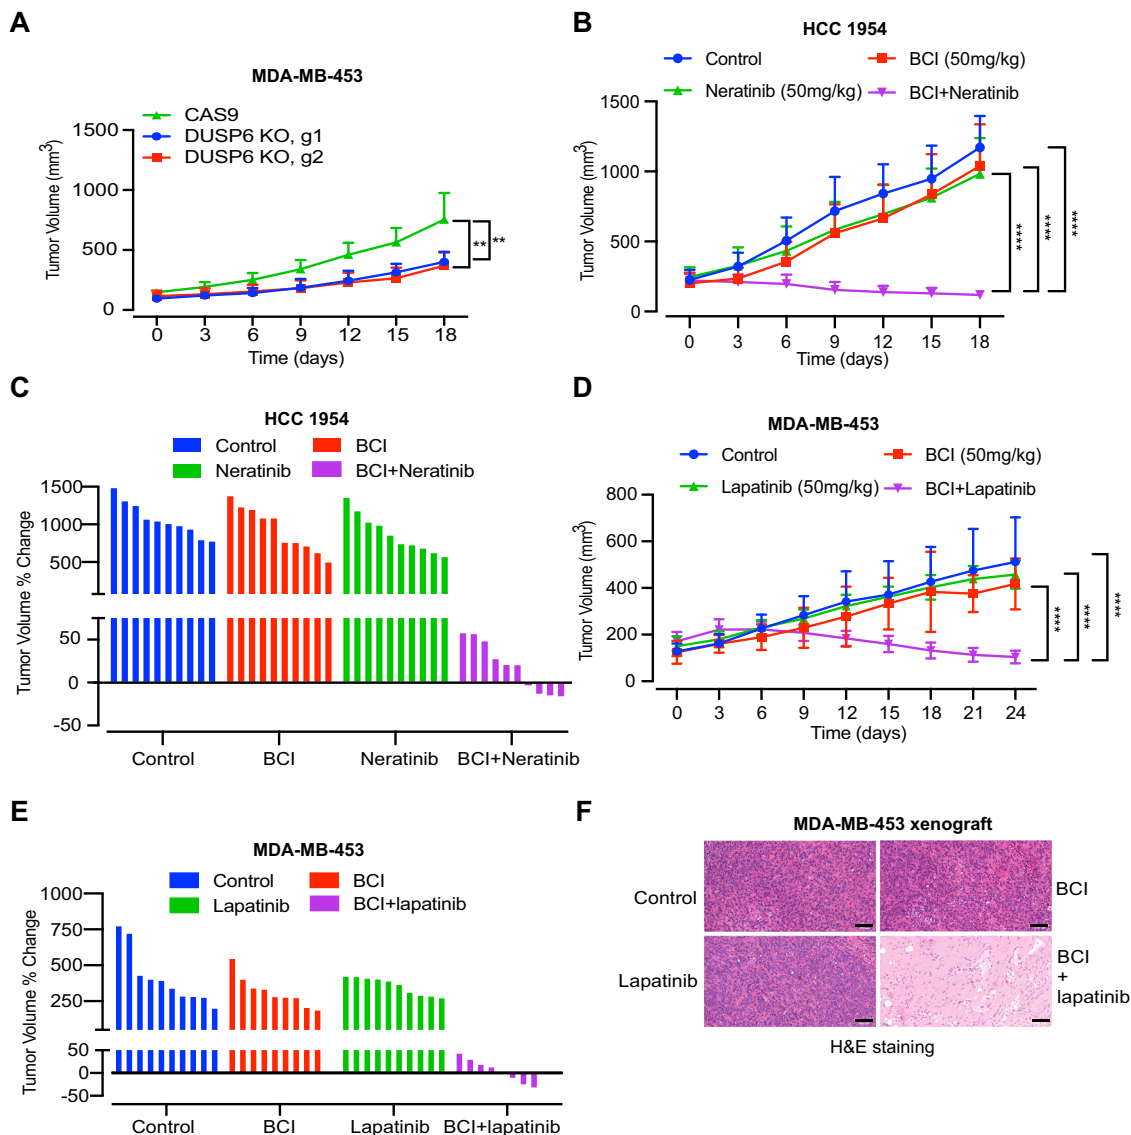 A
MDA-MB-453
CAS9
DUSP6 KO, g1
DUSP6 KO, g2
Tumor Volume (mm3)
1500
1000
500
0
**
**
0 3 6 9 12 15 18
Time (days)
B
HCC 1954
Control
BCI (50mg/kg)
Neratinib (50mg/kg)
BCI+Neratinib
Tumor Volume (mm3)
1500
1000
500
0
****
****
****
0 3 6 9 12 15 18
Time (days)
C
HCC 1954
Control
BCI
Neratinib
BCI+Neratinib
Tumor Volume % Change
1500
1000
500
50
0
-50
Control BCI Neratinib BCI+Neratinib
D
MDA-MB-453
Control
BCI (50mg/kg)
Lapatinib (50mg/kg)
BCI+Lapatinib
Tumor Volume (mm3)
800
600
400
200
0
****
****
****
0 3 6 9 12 15 18 21 24
Time (days)
E
MDA-MB-453
Control
BCI
Lapatinib
BCI+lapatinib
Tumor Volume % Change
1000
750
500
250
50
0
-50
Control BCI Lapatinib BCI+lapatinib
F
MDA-MB-453 xenograft
Control
BCI
Lapatinib
BCI
+
lapatinib
H&E staining